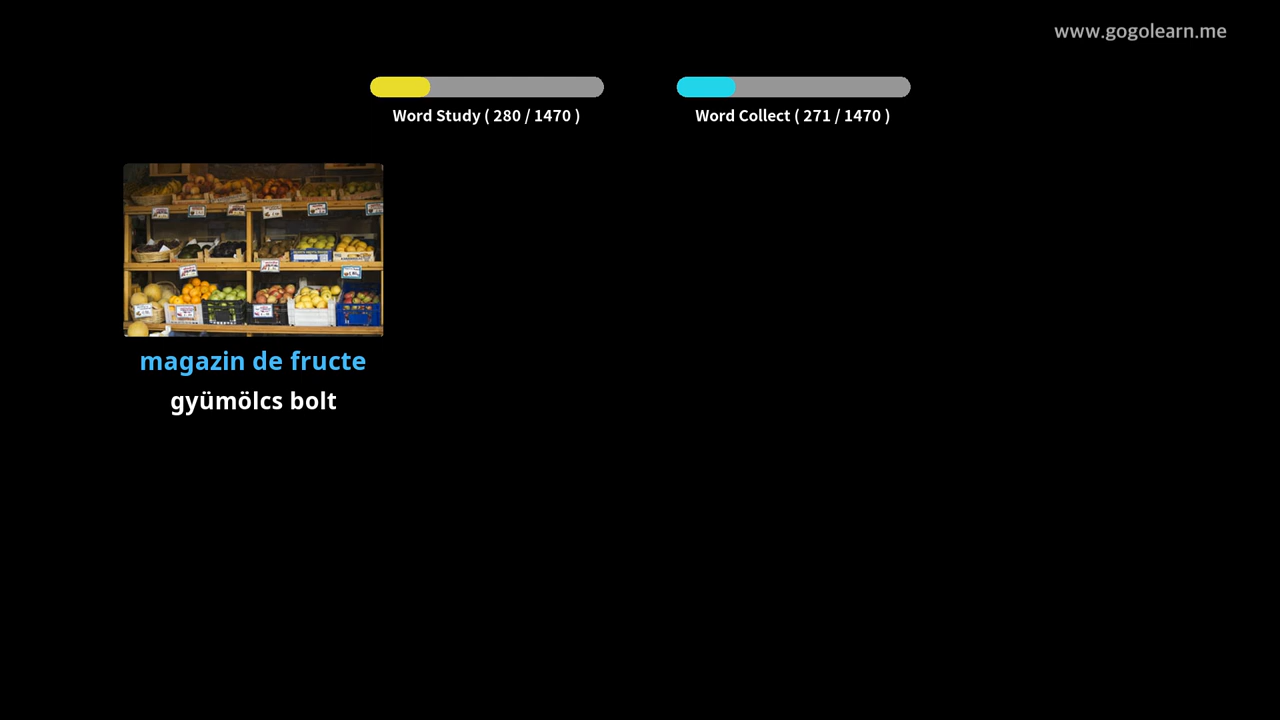 www.gogolearn.me
Word Study ( 280 / 1470 )
Word Collect ( 271 / 1470 )
magazin de fructe
gyümölcs bolt